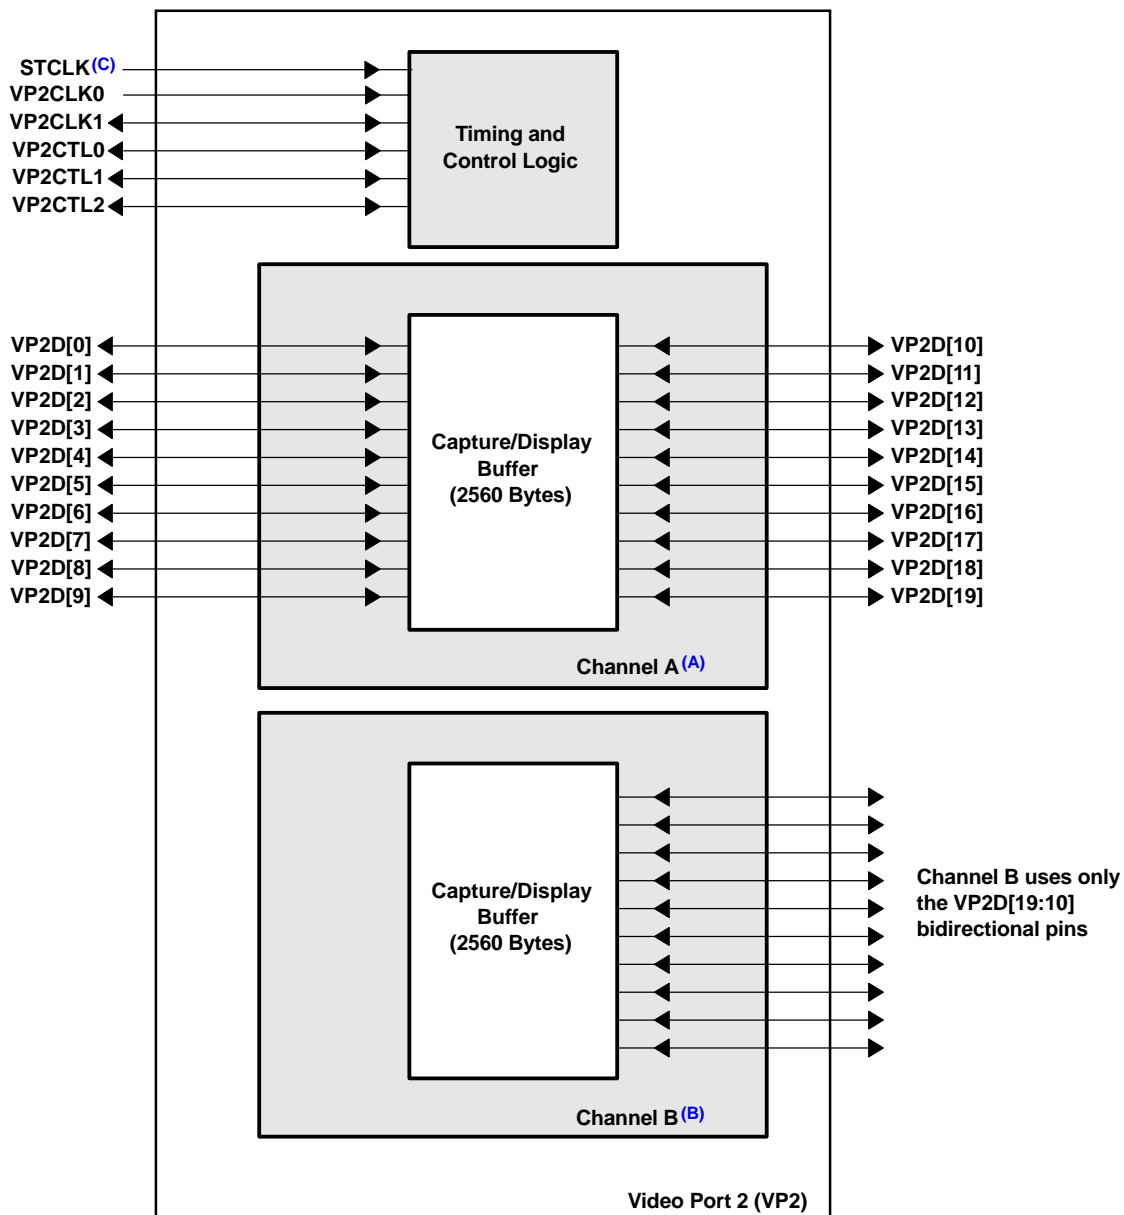 STCLK(C)
VP2CLK0
VP2CLK1
VP2CTL0
VP2CTL1
VP2CTL2
Timing and
Control Logic
VP2D[0]
VP2D[1]
VP2D[2]
VP2D[3]
VP2D[4]
VP2D[5]
VP2D[6]
VP2D[7]
VP2D[8]
VP2D[9]
Capture/Display
Buffer
(2560 Bytes)
VP2D[10]
VP2D[11]
VP2D[12]
VP2D[13]
VP2D[14]
VP2D[15]
VP2D[16]
VP2D[17]
VP2D[18]
VP2D[19]
Channel A(A)
Capture/Display
Buffer
(2560 Bytes)
Channel B uses only
the VP2D[19:10]
bidirectional pins
Channel B(B)
Video Port 2 (VP2)